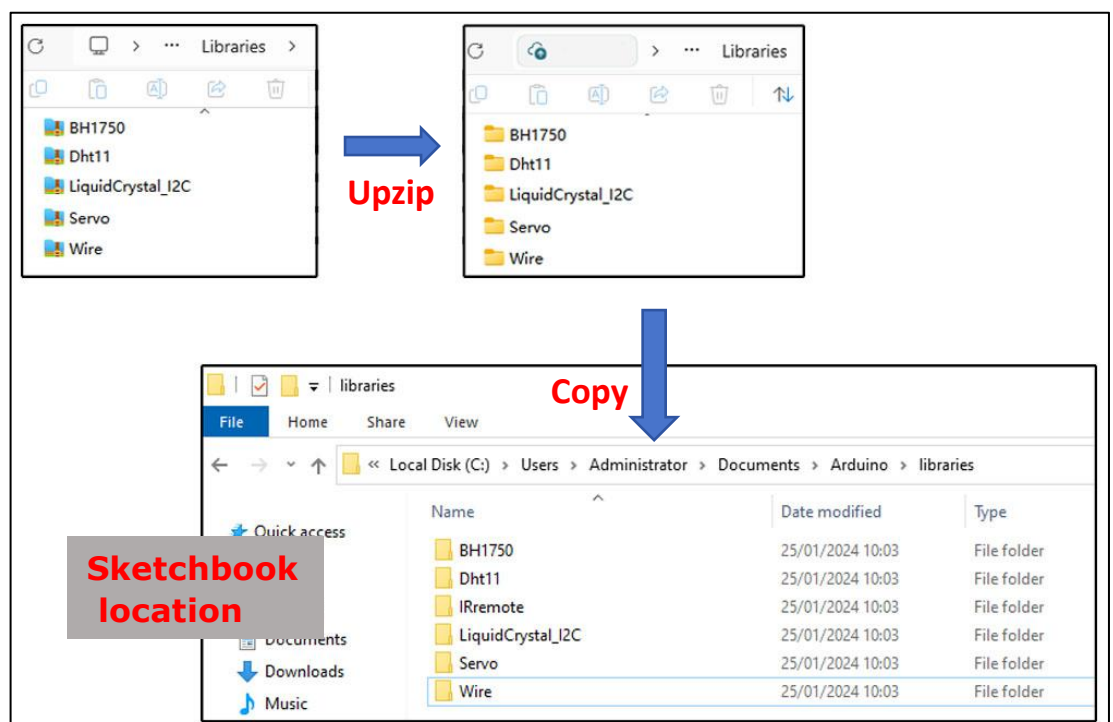 Libraries
BH1750
Dht11
LiquidCrystal_I2C
Servo
Wire
Upzip
Libraries
BH1750
Dht11
LiquidCrystal_I2C
Servo
Wire
Copy
libraries
File Home Share View
« Local Disk (C:) > Users > Administrator > Documents > Arduino > libraries
Name Date modified Type
Quick access
Sketchbook
location
Documents
Downloads
Music
BH1750 25/01/2024 10:03 File folder
Dht11 25/01/2024 10:03 File folder
IRremote 25/01/2024 10:03 File folder
LiquidCrystal_I2C 25/01/2024 10:03 File folder
Servo 25/01/2024 10:03 File folder
Wire 25/01/2024 10:03 File folder